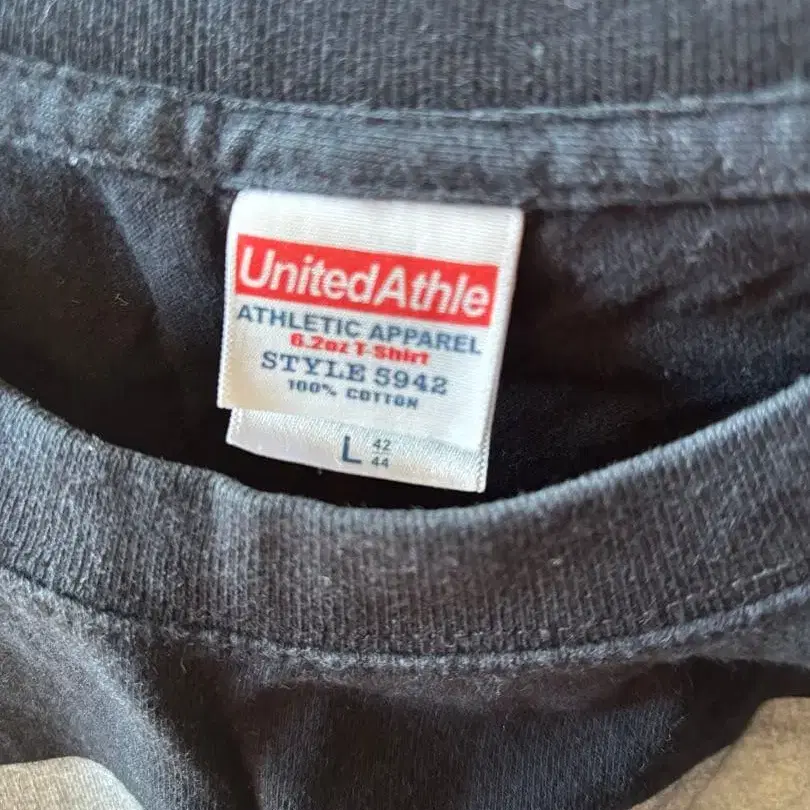 UnitedAthle
ATHLETIC APPAREL
6.2oz T-Shirt
STYLE 5942
100% COTTON
L 42
44